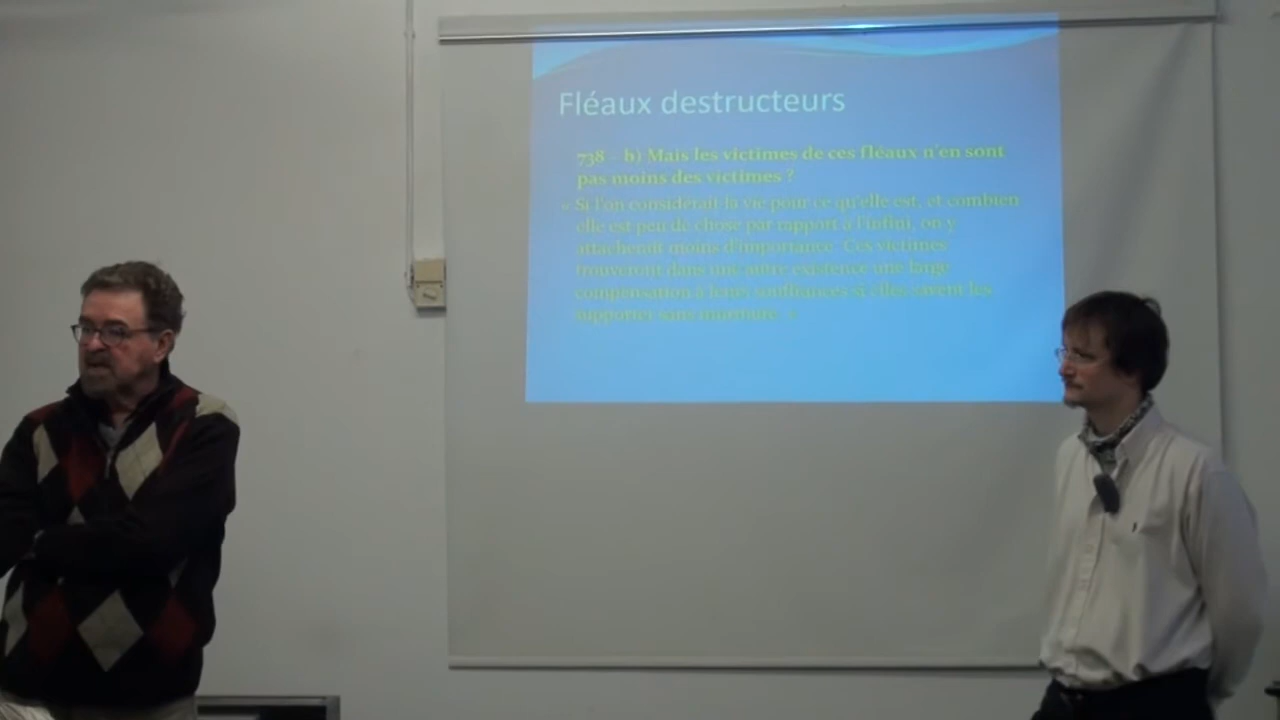 Fléaux destructeurs
738 – b) Mais les victimes de ces fléaux n'en sont
pas moins des victimes ?
« Si l'on considérait la vie pour ce qu'elle est, et combien
elle est peu de chose par rapport à l'infini, on y
attacherait moins d'importance. Ces victimes
trouveront dans une autre existence une large
compensation à leurs souffrances si elles savent les
supporter sans murmure. »